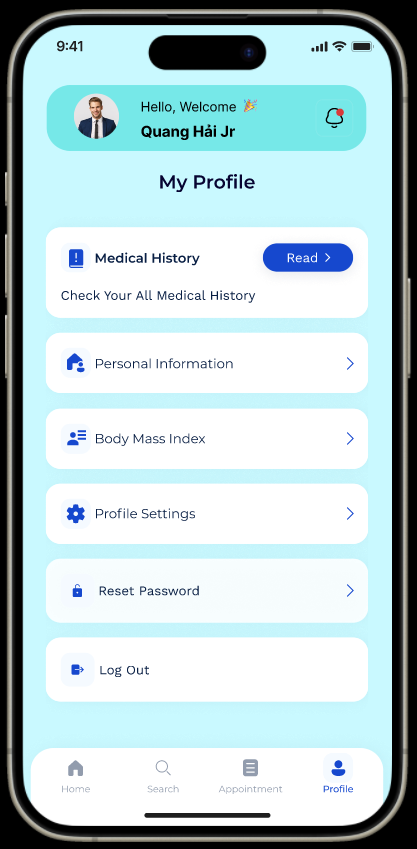 9:41
Hello, Welcome 🎉
Quang Hải Jr
My Profile
Medical History
Read
Check Your All Medical History
Personal Information
Body Mass Index
Profile Settings
Reset Password
Log Out
Home
Search
Appointment
Profile